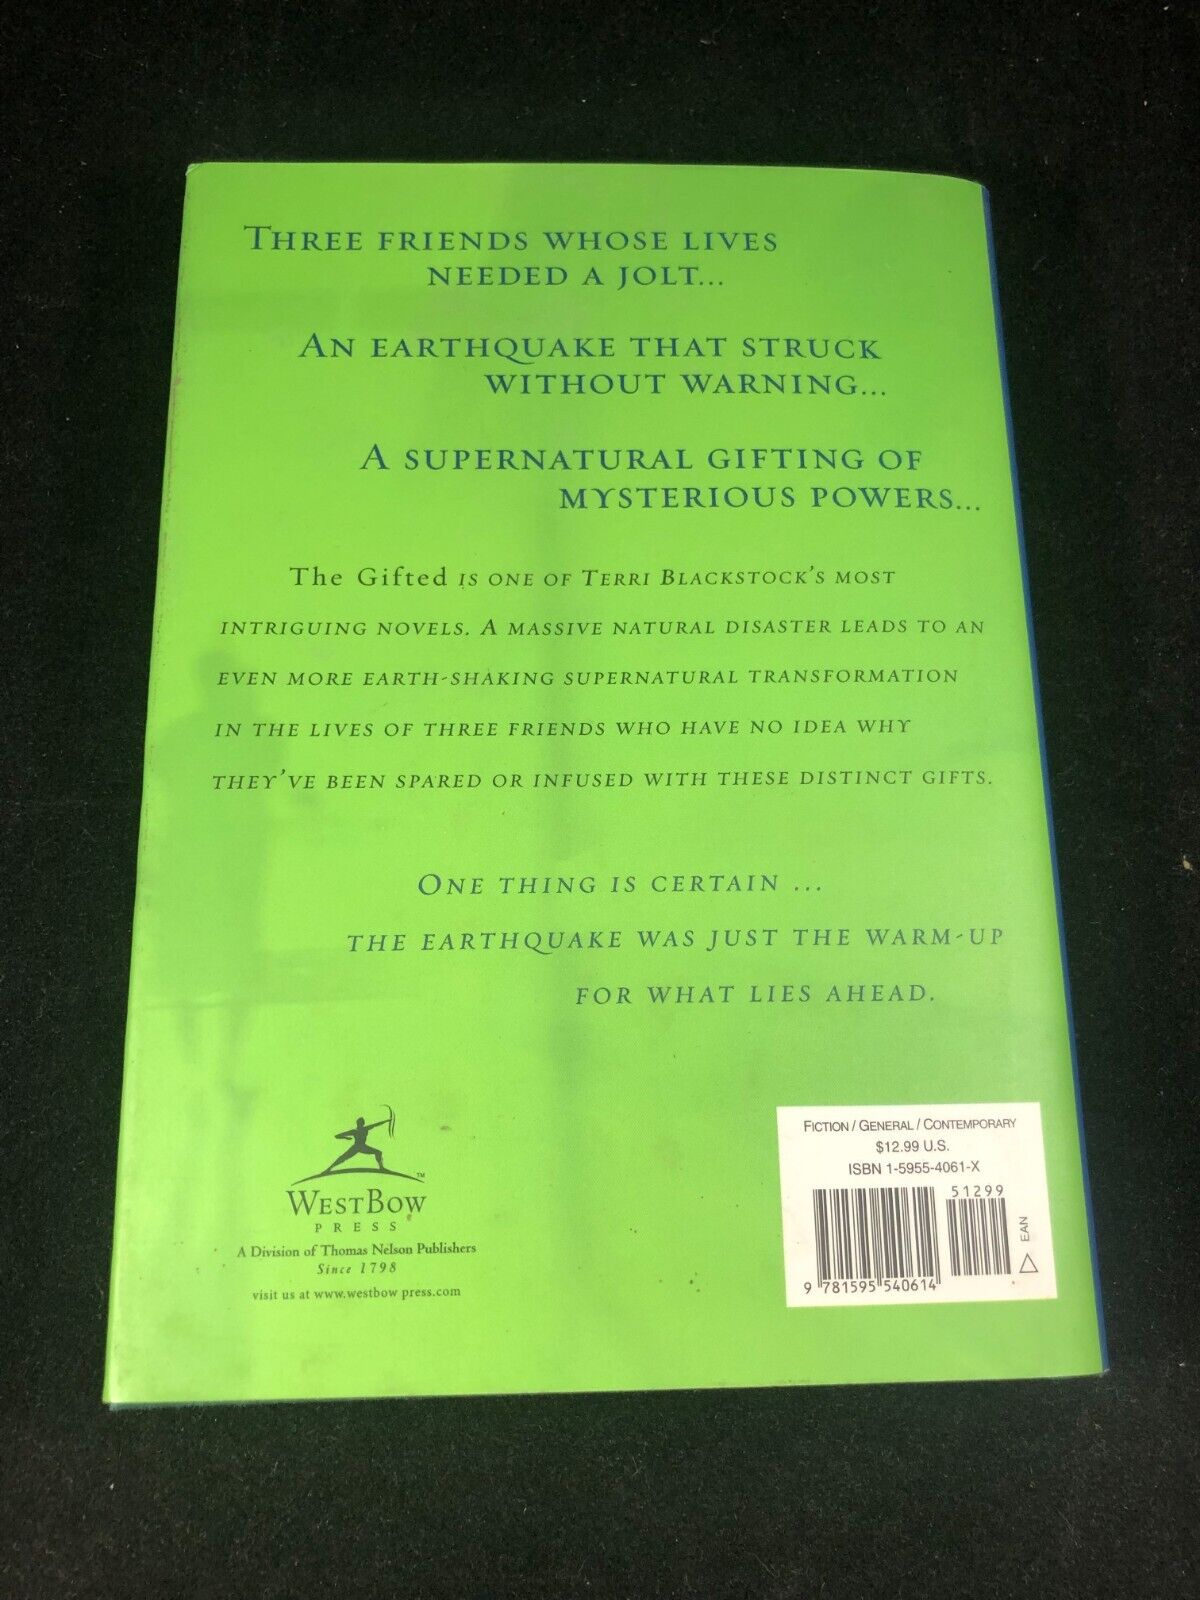 THREE FRIENDS WHOSE LIVES
NEEDED A JOLT...
AN EARTHQUAKE THAT STRUCK
WITHOUT WARNING...
A SUPERNATURAL GIFTING OF
MYSTERIOUS POWERS...
The Gifted IS ONE OF TERRI BLACKSTOCK'S MOST
INTRIGUING NOVELS. A MASSIVE NATURAL DISASTER LEADS TO AN
EVEN MORE EARTH-SHAKING SUPERNATURAL TRANSFORMATION
IN THE LIVES OF THREE FRIENDS WHO HAVE NO IDEA WHY
THEY'VE BEEN SPARED OR INFUSED WITH THESE DISTINCT GIFTS.
ONE THING IS CERTAIN ...
THE EARTHQUAKE WAS JUST THE WARM-UP
FOR WHAT LIES AHEAD.
WESTBOW
PRESS™
A Division of Thomas Nelson Publishers
Since 1798
visit us at www.westbow press.com
FICTION / GENERAL / CONTEMPORARY
$12.99 U.S.
ISBN 1-5955-4061-X
51299
EAN
9 781595 540614